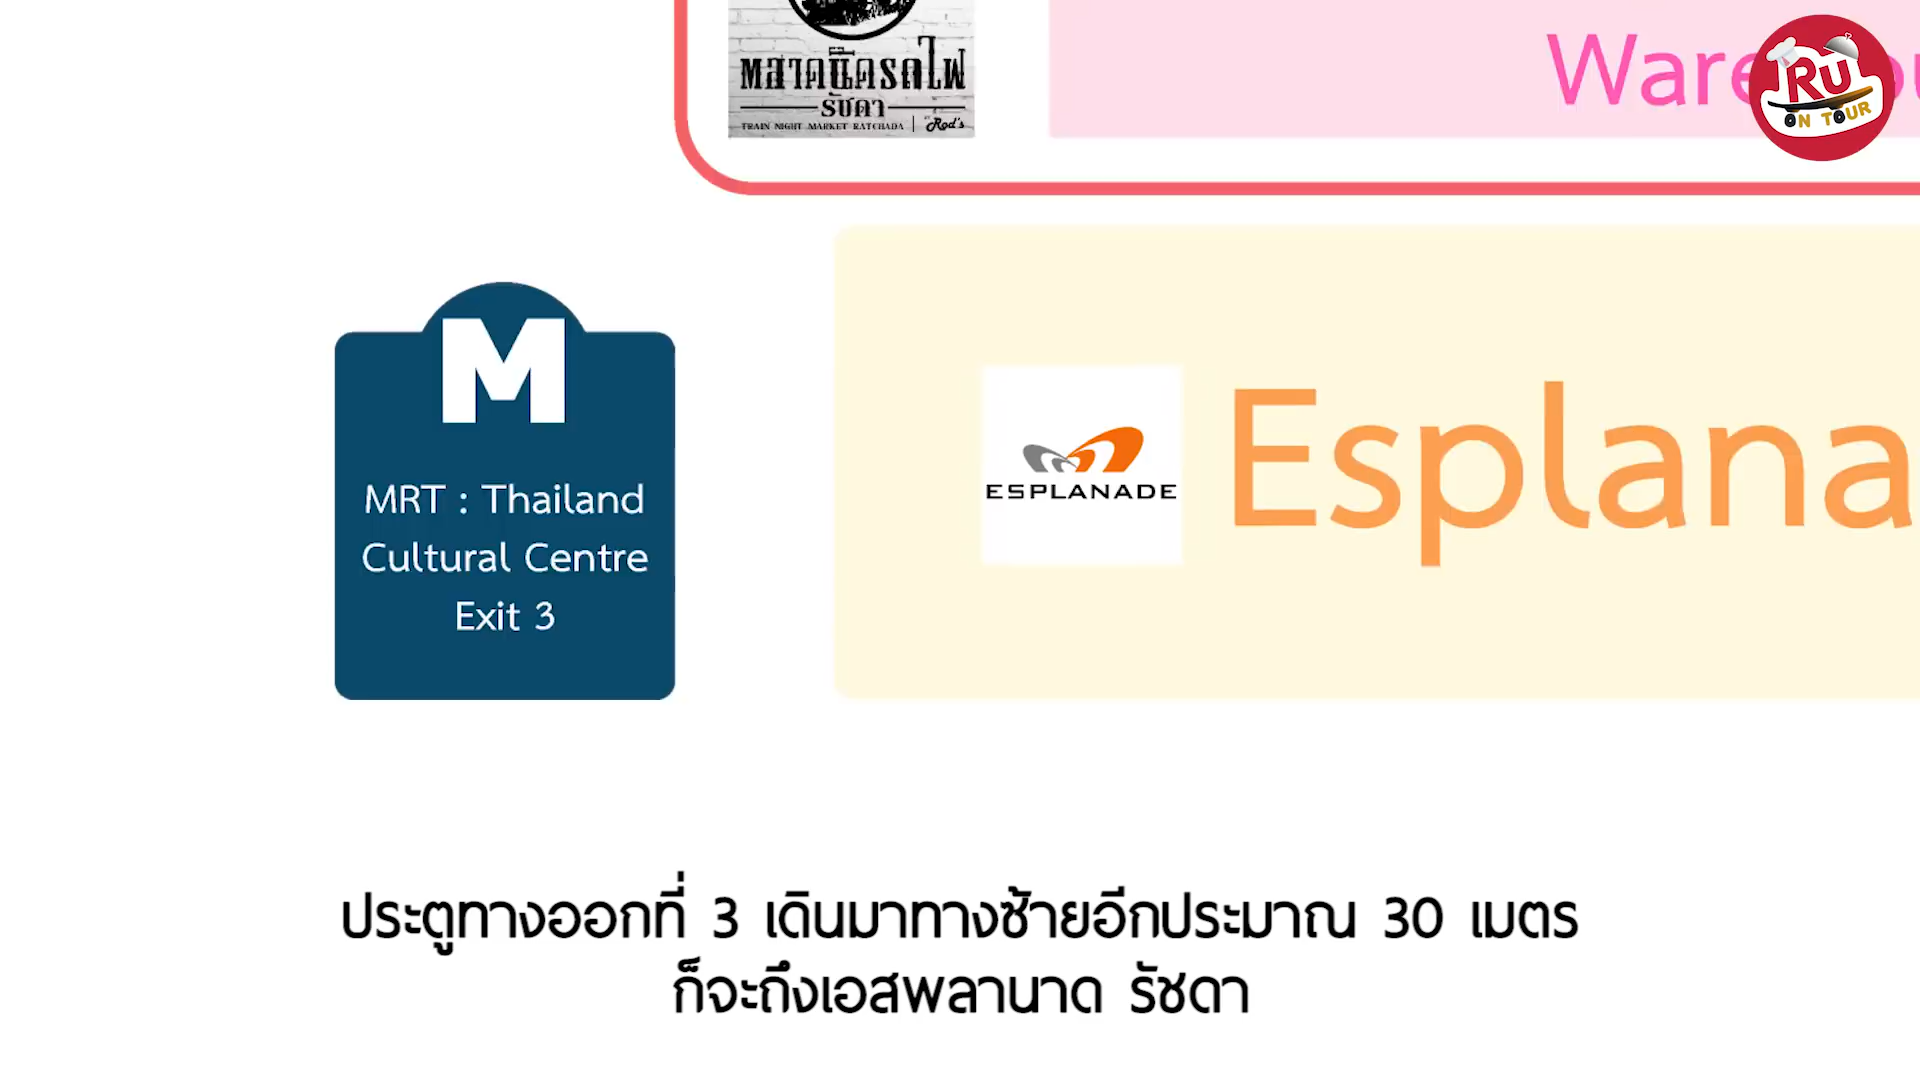 ตลาดนัดรถไฟ
รัชดา
TRAIN NIGHT MARKET RATCHADA
Rod's
RU
ON TOUR
M
MRT : Thailand
Cultural Centre
Exit 3
ESPLANADE
Esplana
ประตูทางออกที่ 3 เดินมาทางซ้ายอีกประมาณ 30 เมตร
ก็จะถึงเอสพลานาด รัชดา